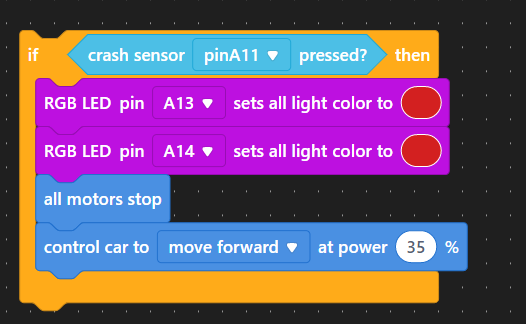 if crash sensor pinA11 pressed? then
RGB LED pin A13 sets all light color to
RGB LED pin A14 sets all light color to
all motors stop
control car to move forward at power 35 %